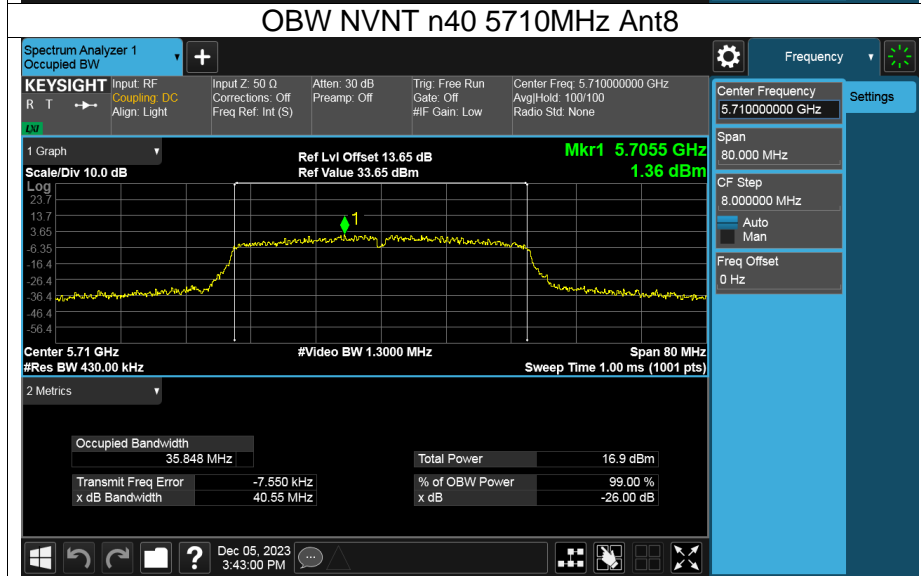 OBW NVNT n40 5710MHz Ant8
Spectrum Analyzer 1
Occupied BW
Frequency
KEYSIGHT
R T
LXI
Input: RF
Coupling: DC
Align: Light
Input Z: 50 Ω
Corrections: Off
Freq Ref: Int (S)
Atten: 30 dB
Preamp: Off
Trig: Free Run
Gate: Off
#IF Gain: Low
Center Freq: 5.710000000 GHz
Avg|Hold: 100/100
Radio Std: None
Center Frequency
5.710000000 GHz
Settings
Span
80.000 MHz
CF Step
8.000000 MHz
Auto
Man
Freq Offset
0 Hz
1 Graph
Ref Lvl Offset 13.65 dB
Mkr1 5.7055 GHz
Scale/Div 10.0 dB
Ref Value 33.65 dBm
1.36 dBm
Log
23.7
13.7
3.65
-6.35
-16.4
-26.4
-36.4
-46.4
-56.4
1
Center 5.71 GHz
#Video BW 1.3000 MHz
Span 80 MHz
#Res BW 430.00 kHz
Sweep Time 1.00 ms (1001 pts)
2 Metrics
Occupied Bandwidth
35.848 MHz
Total Power 16.9 dBm
Transmit Freq Error -7.550 kHz
% of OBW Power 99.00 %
x dB Bandwidth 40.55 MHz
x dB -26.00 dB
?
Dec 05, 2023
3:43:00 PM